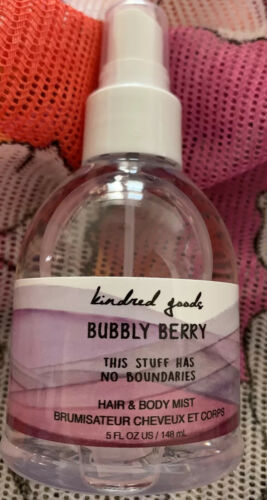 kindred goods
BUBBLY BERRY
THIS STUFF HAS
NO BOUNDARIES
HAIR & BODY MIST
BRUMISATEUR CHEVEUX ET CORPS
5 FL OZ US / 148 mL